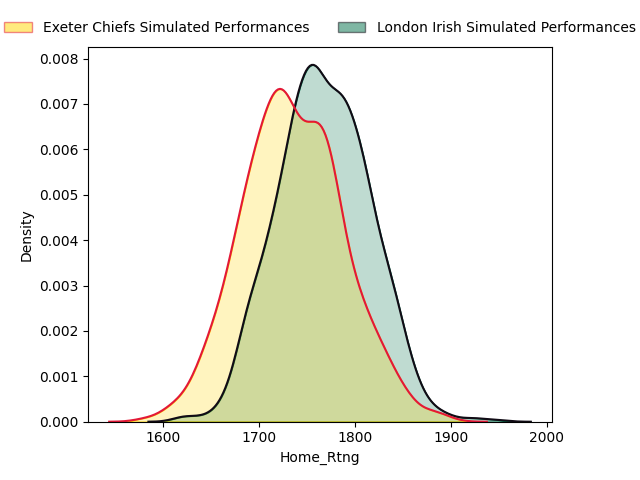 Exeter Chiefs Simulated Performances London Irish Simulated Performances
0.008
0.007
0.006
0.005
0.004
0.003
0.002
0.001
0.000
Density
1600 1700 1800 1900 2000
Home_Rtng